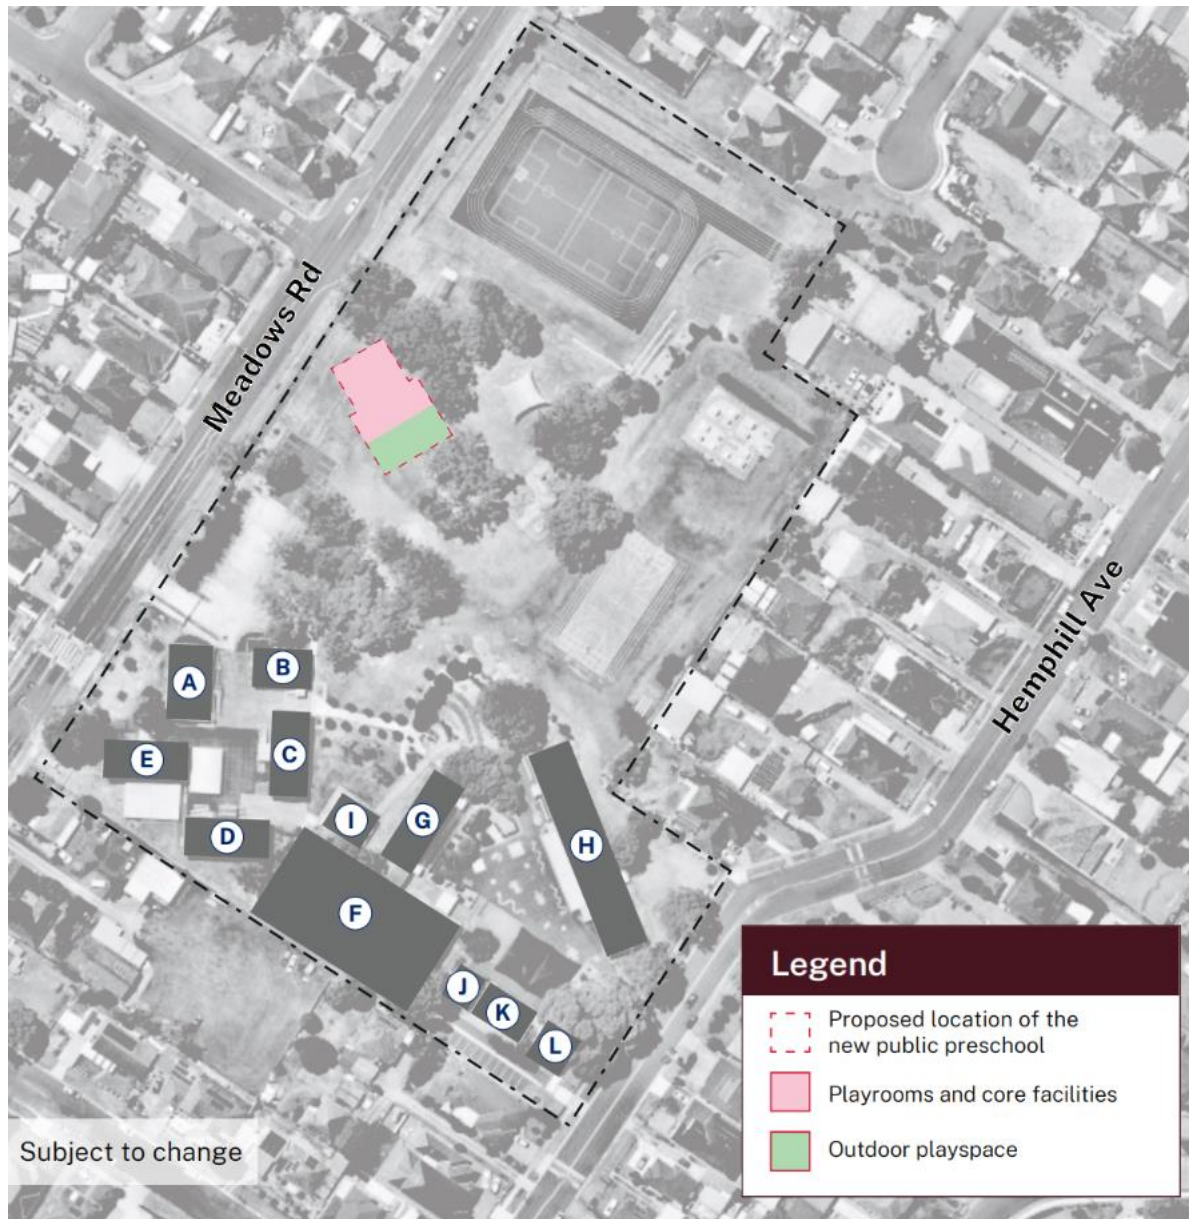 Meadows Rd
Hemphill Ave
A
B
C
E
D
I
G
H
F
J
K
L
Legend
Proposed location of the
new public preschool
Playrooms and core facilities
Outdoor playspace
Subject to change